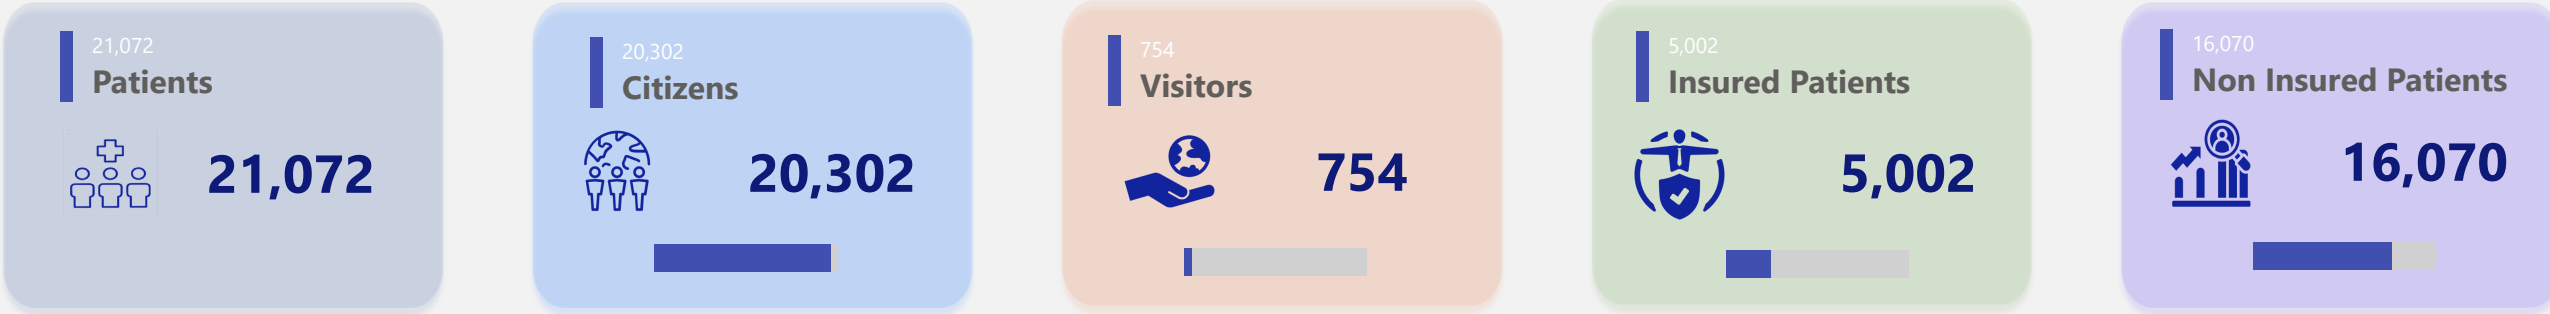 21,072
Patients
21,072
20,302
Citizens
20,302
754
Visitors
754
5,002
Insured Patients
5,002
16,070
Non Insured Patients
16,070